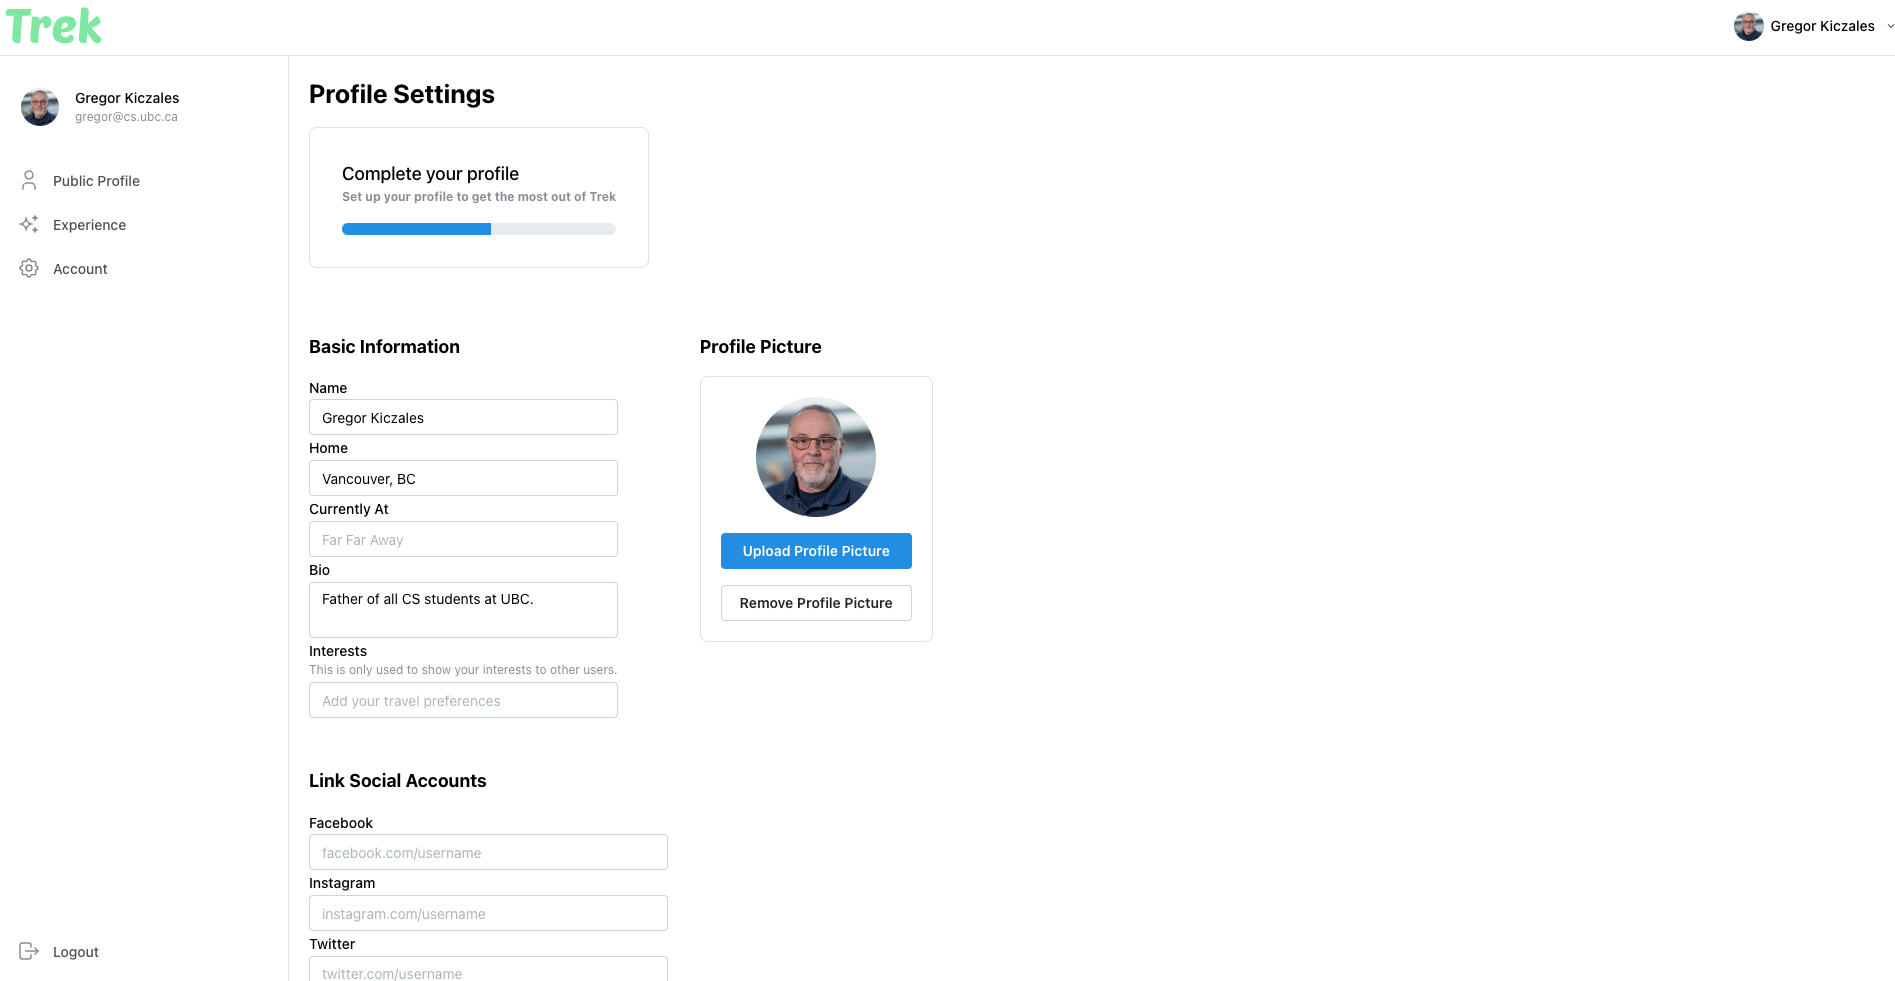 Trek
Gregor Kiczales
Gregor Kiczales
gregor@cs.ubc.ca
Public Profile
Experience
Account
Logout
Profile Settings
Complete your profile
Set up your profile to get the most out of Trek
Basic Information
Name
Gregor Kiczales
Home
Vancouver, BC
Currently At
Far Far Away
Bio
Father of all CS students at UBC.
Interests
This is only used to show your interests to other users.
Add your travel preferences
Profile Picture
Upload Profile Picture
Remove Profile Picture
Link Social Accounts
Facebook
facebook.com/username
Instagram
instagram.com/username
Twitter
twitter.com/username